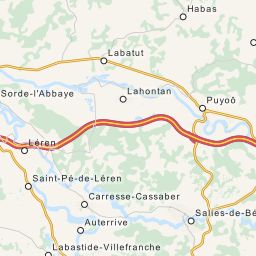 Habas
Labatut
Sorde-l'Abbaye
Lahontan
Puyoô
Léren
Saint-Pé-de-Léren
Carresse-Cassaber
Auterrive
Salies-de-Bé
Labastide-Villefranche